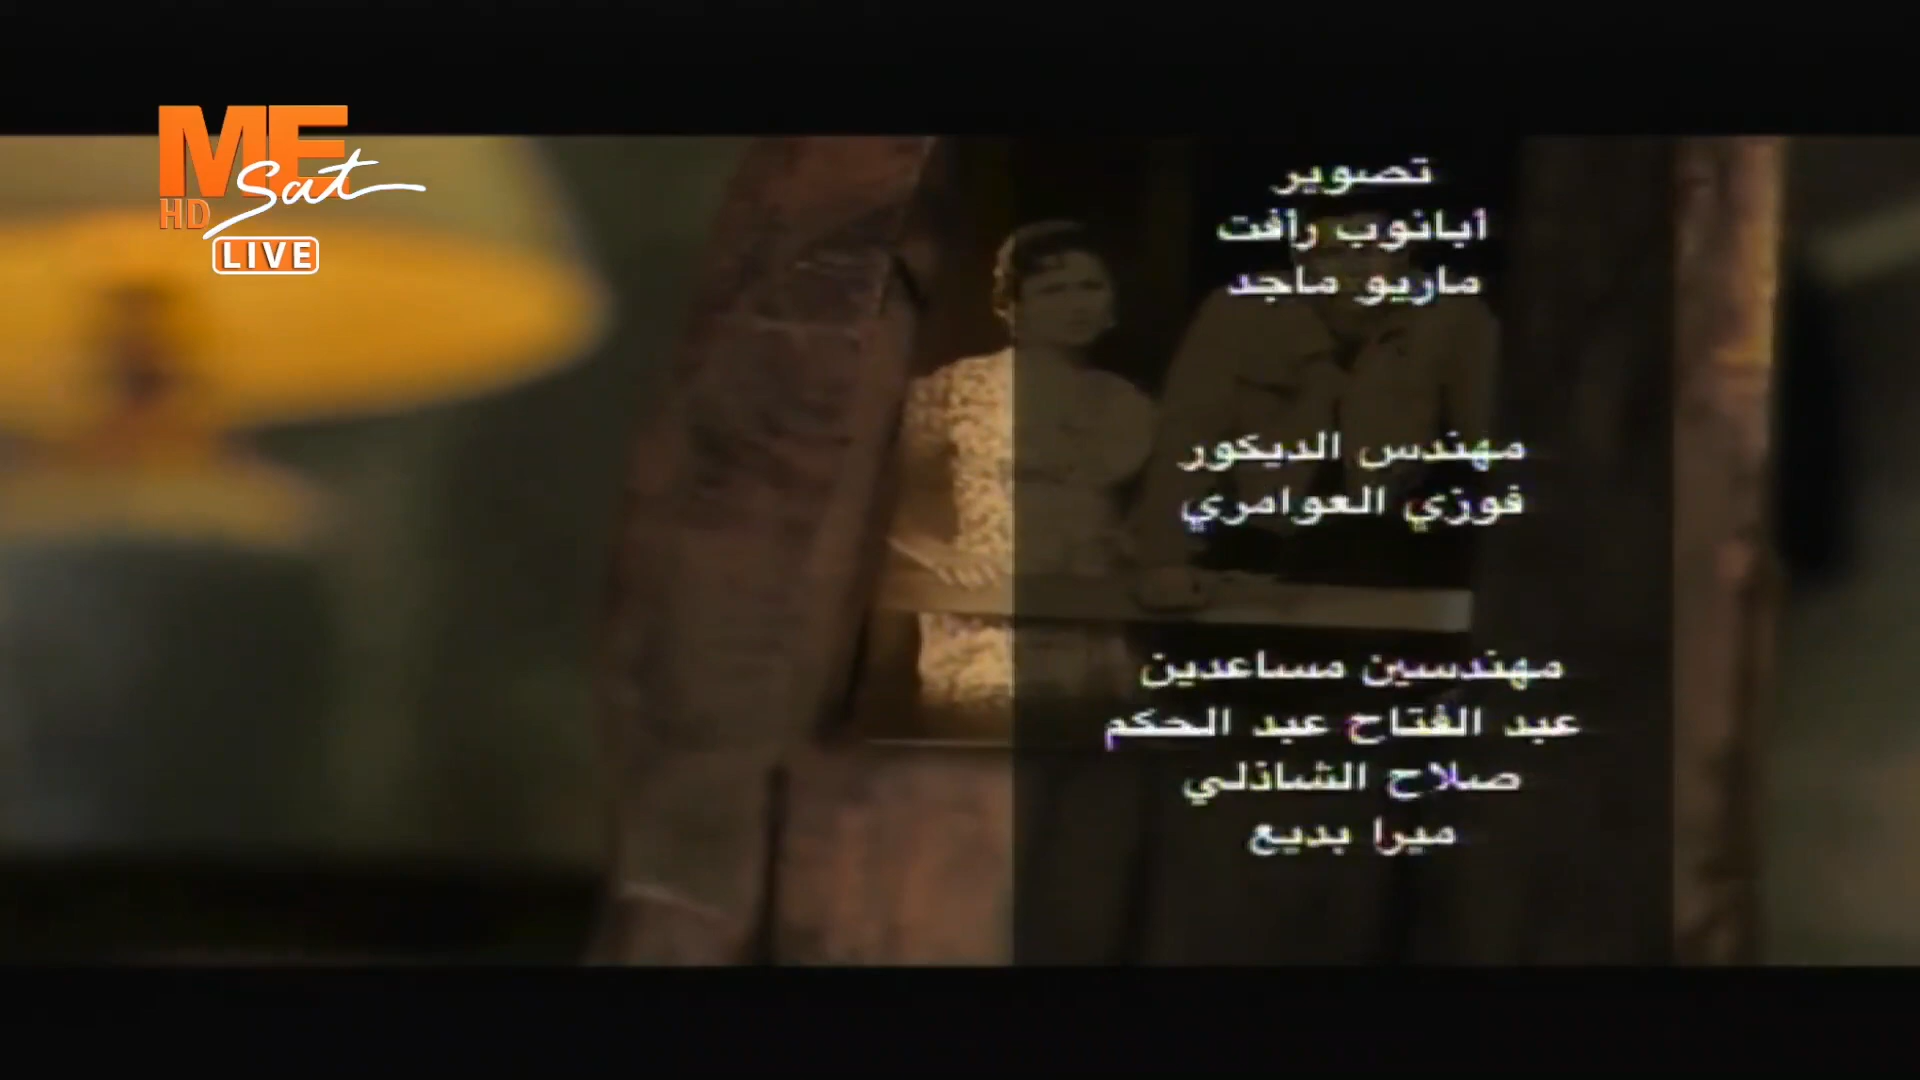 ME
Sat
HD
LIVE
تصوير
أبانوب رأفت
ماريو ماجد
مهندس الديكور
فوزي العوامري
مهندسين مساعدين
عبد الفتاح عبد الحكم
صلاح الشاذلي
ميرا بديع